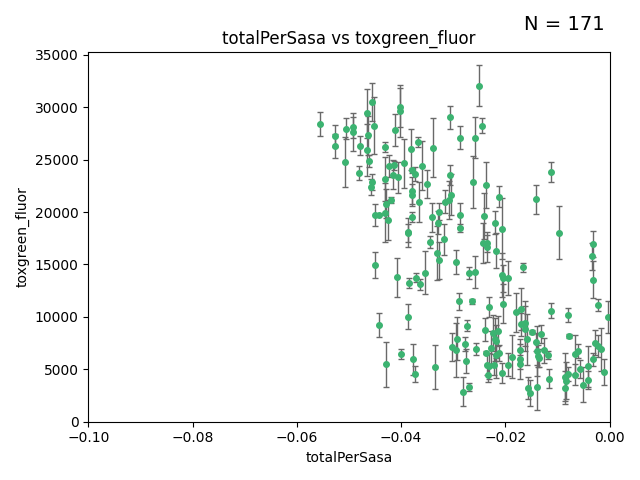 N = 171
totalPerSasa vs toxgreen_fluor
35000
30000
25000
20000
15000
10000
5000
0
toxgreen_fluor
−0.10 −0.08 −0.06 −0.04 −0.02 0.00
totalPerSasa